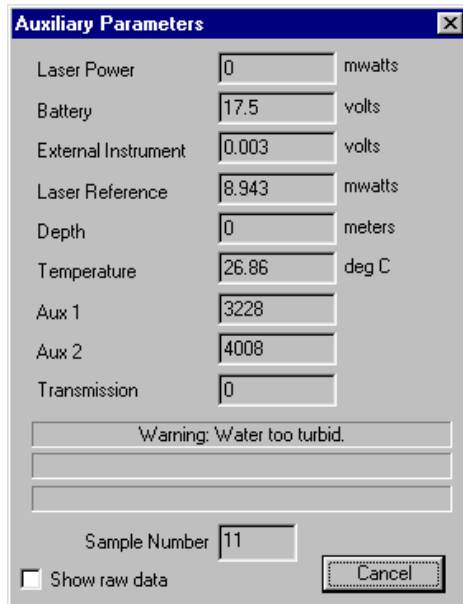 Auxiliary Parameters
Laser Power 0 mwatts
Battery 17.5 volts
External Instrument 0.003 volts
Laser Reference 8.943 mwatts
Depth 0 meters
Temperature 26.86 deg C
Aux 1 3228
Aux 2 4008
Transmission 0
Warning: Water too turbid.
Sample Number 11
Show raw data Cancel